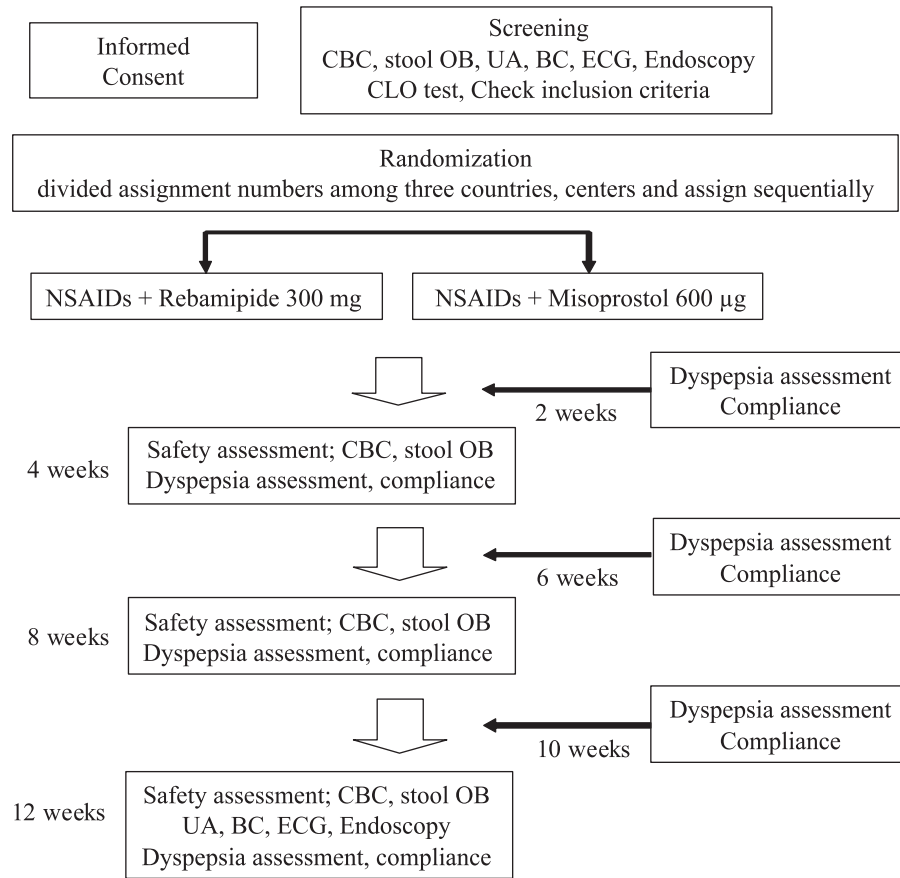 Informed
Consent
Screening
CBC, stool OB, UA, BC, ECG, Endoscopy
CLO test, Check inclusion criteria
Randomization
divided assignment numbers among three countries, centers and assign sequentially
NSAIDs + Rebamipide 300 mg
NSAIDs + Misoprostol 600 µg
Dyspepsia assessment
Compliance
2 weeks
4 weeks
Safety assessment; CBC, stool OB
Dyspepsia assessment, compliance
Dyspepsia assessment
Compliance
6 weeks
8 weeks
Safety assessment; CBC, stool OB
Dyspepsia assessment, compliance
Dyspepsia assessment
Compliance
10 weeks
12 weeks
Safety assessment; CBC, stool OB
UA, BC, ECG, Endoscopy
Dyspepsia assessment, compliance